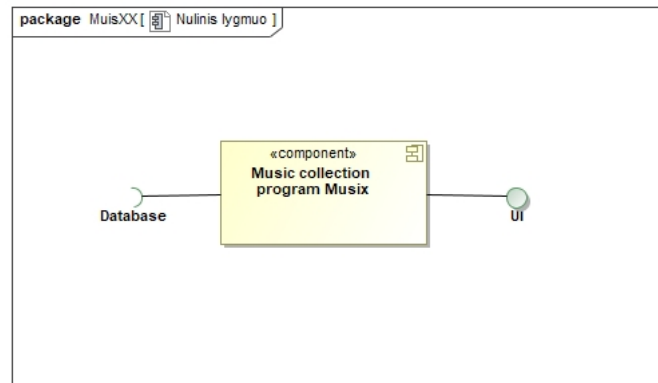 package MuisXX [ Nulinis lygmuo ]
«component»
Music collection
program Musix
Database
UI